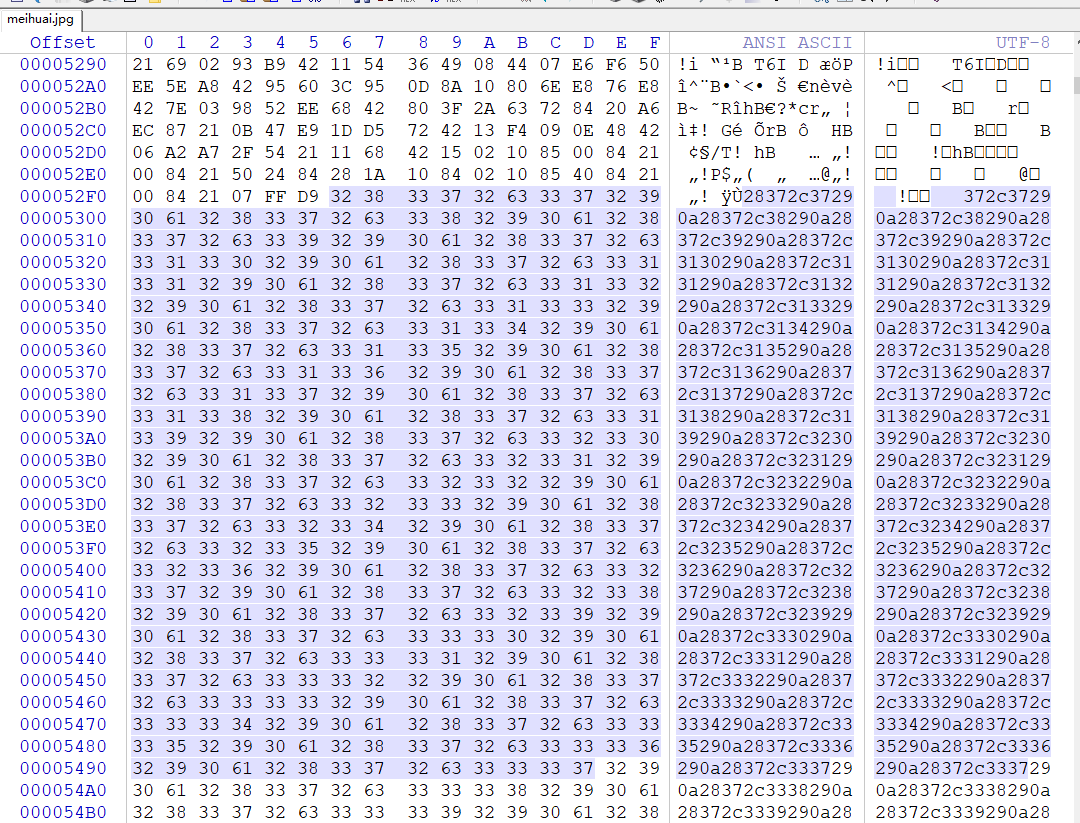 meihuai.jpg
Offset 0 1 2 3 4 5 6 7 8 9 A B C D E F ANSI ASCII UTF-8
00005290 21 69 02 93 B9 42 11 54 36 49 08 44 07 E6 F6 50 !i “¹B T6I D æöP !i T6I D
000052A0 EE 5E A8 42 95 60 3C 95 0D 8A 10 80 6E E8 76 E8 î^¨B•`<• Š €nèvè ^ <
000052B0 42 7E 03 98 52 EE 68 42 80 3F 2A 63 72 84 20 A6 B~ ˜RîhB€?*cr„ ¦ B r
000052C0 EC 87 21 0B 47 E9 1D D5 72 42 13 F4 09 0E 48 42 ì‡! Gé ÕrB ô HB B B
000052D0 06 A2 A7 2F 54 21 11 68 42 15 02 10 85 00 84 21 ¢§/T! hB … „! ! hB
000052E0 00 84 21 50 24 84 28 1A 10 84 02 10 85 40 84 21 „!P$„( „ …@„! @
000052F0 00 84 21 07 FF D9 32 38 33 37 32 63 33 37 32 39 „! ÿÙ28372c3729 ! 372c3729
00005300 30 61 32 38 33 37 32 63 33 38 32 39 30 61 32 38 0a28372c38290a28 0a28372c38290a28
00005310 33 37 32 63 33 39 32 39 30 61 32 38 33 37 32 63 372c39290a28372c 372c39290a28372c
00005320 33 31 33 30 32 39 30 61 32 38 33 37 32 63 33 31 3130290a28372c31 3130290a28372c31
00005330 33 31 32 39 30 61 32 38 33 37 32 63 33 31 33 32 31290a28372c3132 31290a28372c3132
00005340 32 39 30 61 32 38 33 37 32 63 33 31 33 33 32 39 290a28372c313329 290a28372c313329
00005350 30 61 32 38 33 37 32 63 33 31 33 34 32 39 30 61 0a28372c3134290a 0a28372c3134290a
00005360 32 38 33 37 32 63 33 31 33 35 32 39 30 61 32 38 28372c3135290a28 28372c3135290a28
00005370 33 37 32 63 33 31 33 36 32 39 30 61 32 38 33 37 372c3136290a2837 372c3136290a2837
00005380 32 63 33 31 33 37 32 39 30 61 32 38 33 37 32 63 2c3137290a28372c 2c3137290a28372c
00005390 33 31 33 38 32 39 30 61 32 38 33 37 32 63 33 31 3138290a28372c31 3138290a28372c31
000053A0 33 39 32 39 30 61 32 38 33 37 32 63 33 32 33 30 39290a28372c3230 39290a28372c3230
000053B0 32 39 30 61 32 38 33 37 32 63 33 32 33 31 32 39 290a28372c323129 290a28372c323129
000053C0 30 61 32 38 33 37 32 63 33 32 33 32 32 39 30 61 0a28372c3232290a 0a28372c3232290a
000053D0 32 38 33 37 32 63 33 32 33 33 32 39 30 61 32 38 28372c3233290a28 28372c3233290a28
000053E0 33 37 32 63 33 32 33 34 32 39 30 61 32 38 33 37 372c3234290a2837 372c3234290a2837
000053F0 32 63 33 32 33 35 32 39 30 61 32 38 33 37 32 63 2c3235290a28372c 2c3235290a28372c
00005400 33 32 33 36 32 39 30 61 32 38 33 37 32 63 33 32 3236290a28372c32 3236290a28372c32
00005410 33 37 32 39 30 61 32 38 33 37 32 63 33 32 33 38 37290a28372c3238 37290a28372c3238
00005420 32 39 30 61 32 38 33 37 32 63 33 32 33 39 32 39 290a28372c323929 290a28372c323929
00005430 30 61 32 38 33 37 32 63 33 33 33 30 32 39 30 61 0a28372c3330290a 0a28372c3330290a
00005440 32 38 33 37 32 63 33 33 33 31 32 39 30 61 32 38 28372c3331290a28 28372c3331290a28
00005450 33 37 32 63 33 33 33 32 32 39 30 61 32 38 33 37 372c3332290a2837 372c3332290a2837
00005460 32 63 33 33 33 33 32 39 30 61 32 38 33 37 32 63 2c3333290a28372c 2c3333290a28372c
00005470 33 33 33 34 32 39 30 61 32 38 33 37 32 63 33 33 3334290a28372c33 3334290a28372c33
00005480 33 35 32 39 30 61 32 38 33 37 32 63 33 33 33 36 35290a28372c3336 35290a28372c3336
00005490 32 39 30 61 32 38 33 37 32 63 33 33 33 37 32 39 290a28372c333729 290a28372c333729
000054A0 30 61 32 38 33 37 32 63 33 33 33 38 32 39 30 61 0a28372c3338290a 0a28372c3338290a
000054B0 32 38 33 37 32 63 33 33 33 39 32 39 30 61 32 38 28372c3339290a28 28372c3339290a28